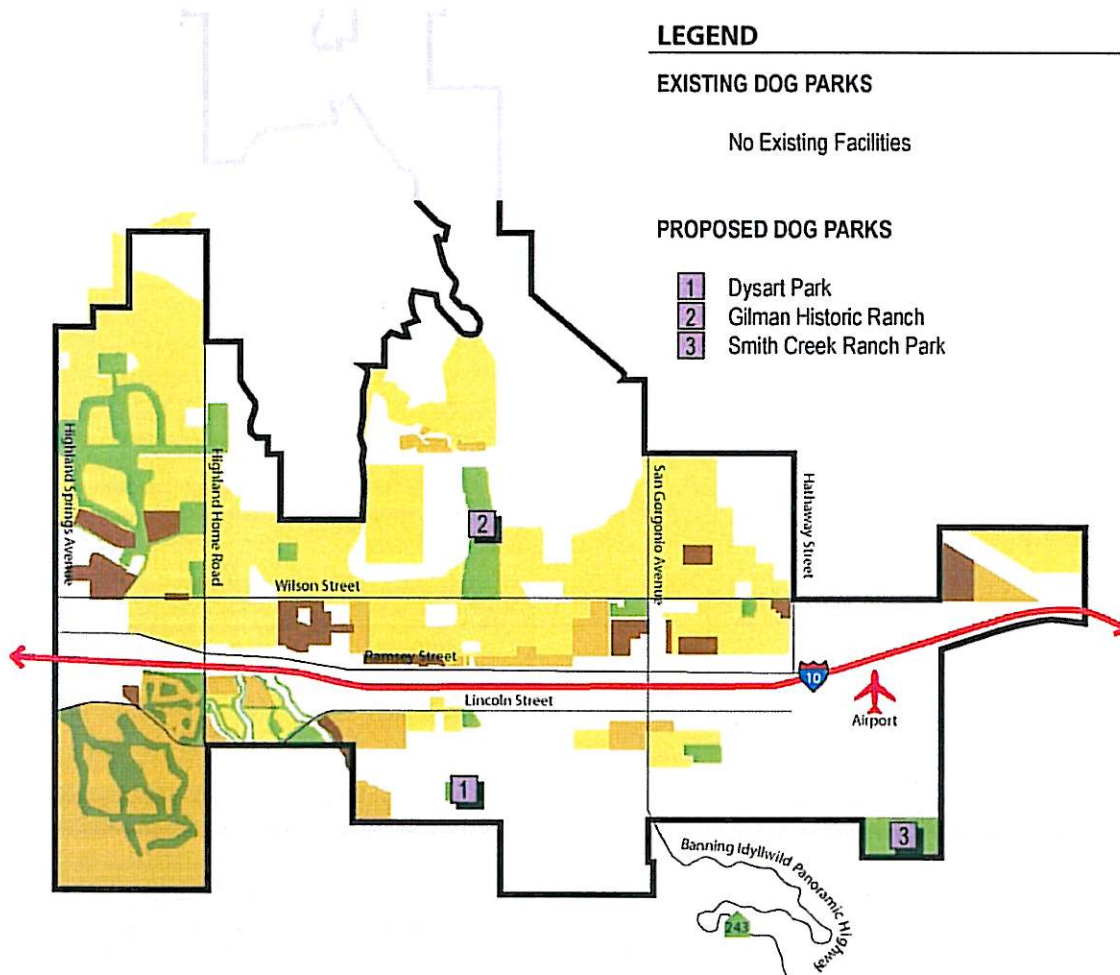 LEGEND
EXISTING DOG PARKS
No Existing Facilities
PROPOSED DOG PARKS
1 Dysart Park
2 Gilman Historic Ranch
3 Smith Creek Ranch Park
Highland Springs Avenue
Highland Home Road
San Gorgonio Avenue
Hathaway Street
2
Wilson Street
Ramsey Street
10
Lincoln Street
Airport
1
3
Banning Idyllwild Panoramic Highway
243